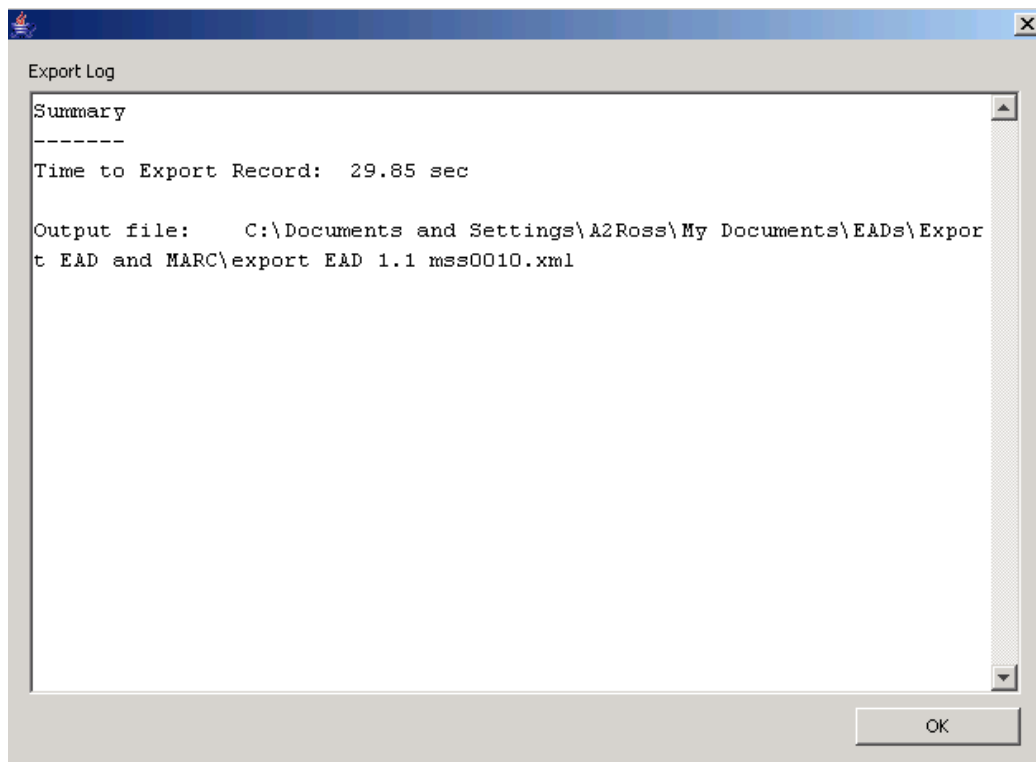 Export Log
Summary
-------
Time to Export Record:  29.85 sec
Output file:    C:\Documents and Settings\A2Ross\My Documents\EADs\Expor
t EAD and MARC\export EAD 1.1 mss0010.xml
OK